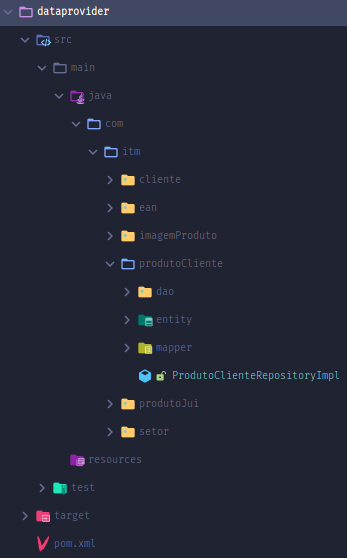 dataprovider
src
main
java
com
itm
cliente
ean
imagemProduto
produtoCliente
dao
entity
mapper
ProdutoClienteRepositoryImpl
produtoJui
setor
resources
test
target
pom.xml